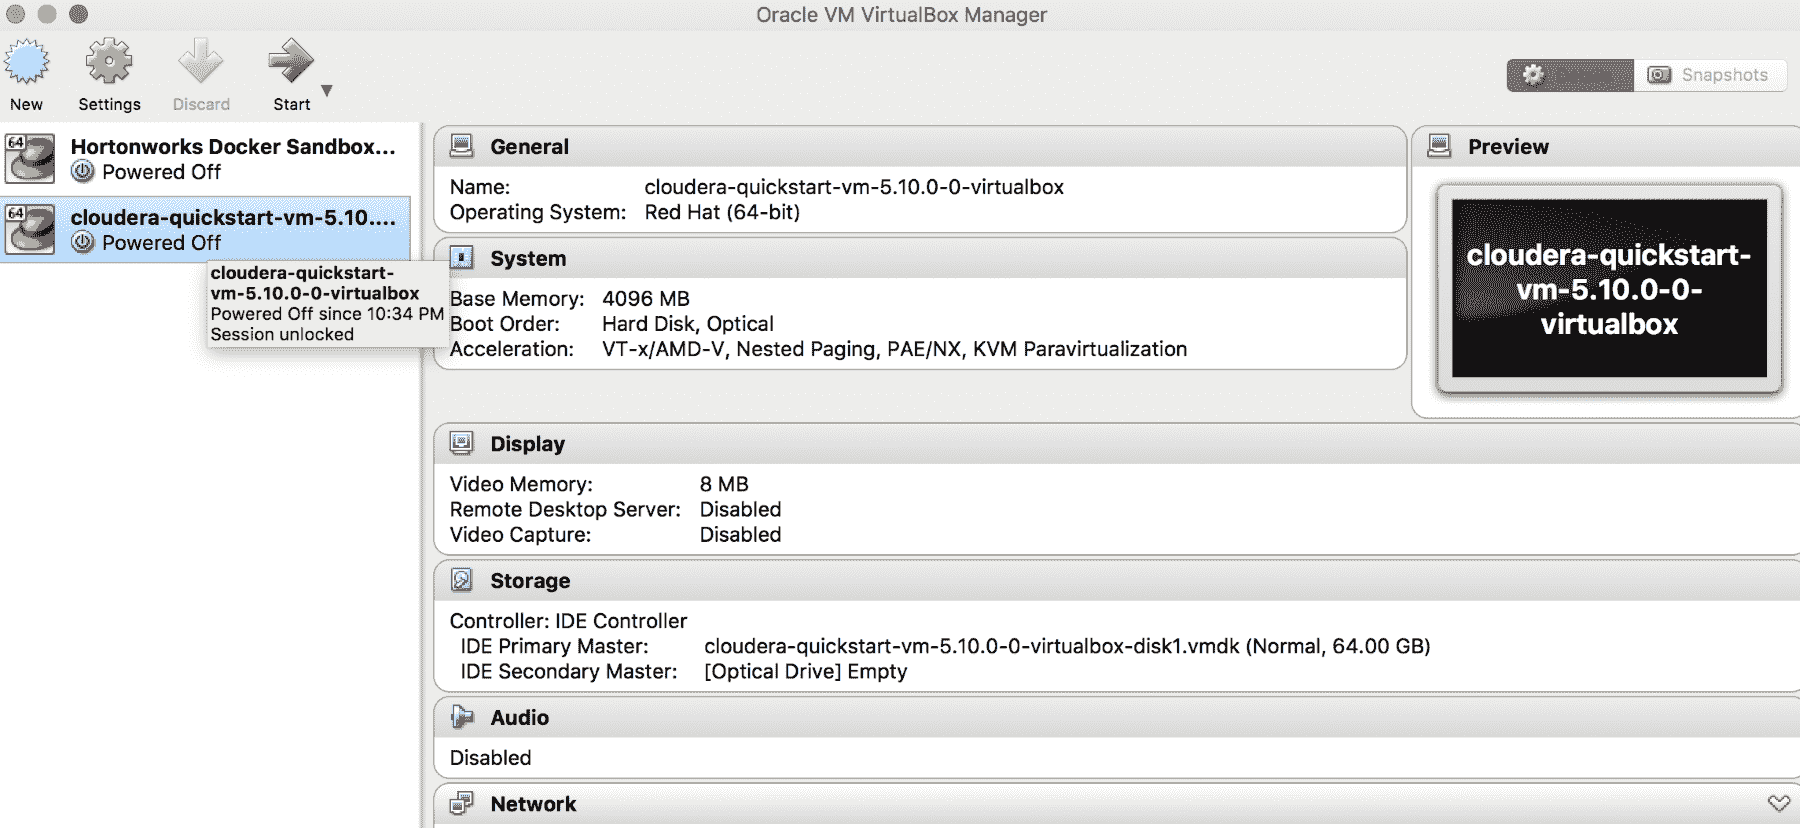 Oracle VM VirtualBox Manager
New
Settings
Discard
Start
Snapshots
64
Hortonworks Docker Sandbox...
Powered Off
64
cloudera-quickstart-vm-5.10....
Powered Off
cloudera-quickstart-
vm-5.10.0-0-virtualbox
Powered Off since 10:34 PM
Session unlocked
General
Name: cloudera-quickstart-vm-5.10.0-0-virtualbox
Operating System: Red Hat (64-bit)
System
Base Memory: 4096 MB
Boot Order: Hard Disk, Optical
Acceleration: VT-x/AMD-V, Nested Paging, PAE/NX, KVM Paravirtualization
Preview
cloudera-quickstart-
vm-5.10.0-0-
virtualbox
Display
Video Memory: 8 MB
Remote Desktop Server: Disabled
Video Capture: Disabled
Storage
Controller: IDE Controller
IDE Primary Master: cloudera-quickstart-vm-5.10.0-0-virtualbox-disk1.vmdk (Normal, 64.00 GB)
IDE Secondary Master: [Optical Drive] Empty
Audio
Disabled
Network